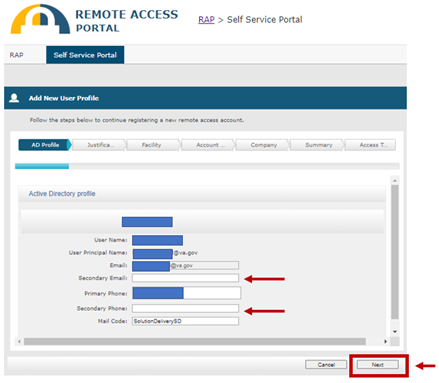 REMOTE ACCESS
PORTAL
RAP > Self Service Portal
RAP Self Service Portal
Add New User Profile
Follow the steps below to continue registering a new remote access account.
AD Profile Justifica... Facility Account ... Company Summary Access T...
Active Directory profile
User Name:
User Principal Name: @va.gov
Email: @va.gov
Secondary Email:
Primary Phone:
Secondary Phone:
Mail Code: SolutionDeliverySD
Cancel Next